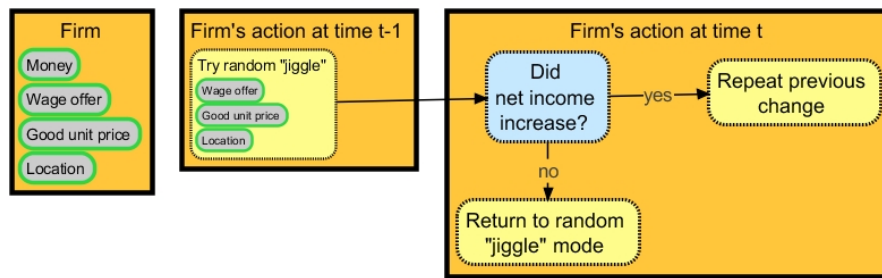 Firm
Money
Wage offer
Good unit price
Location
Firm's action at time t-1
Try random "jiggle"
Wage offer
Good unit price
Location
Firm's action at time t
Did
net income
increase?
yes
Repeat previous
change
no
Return to random
"jiggle" mode